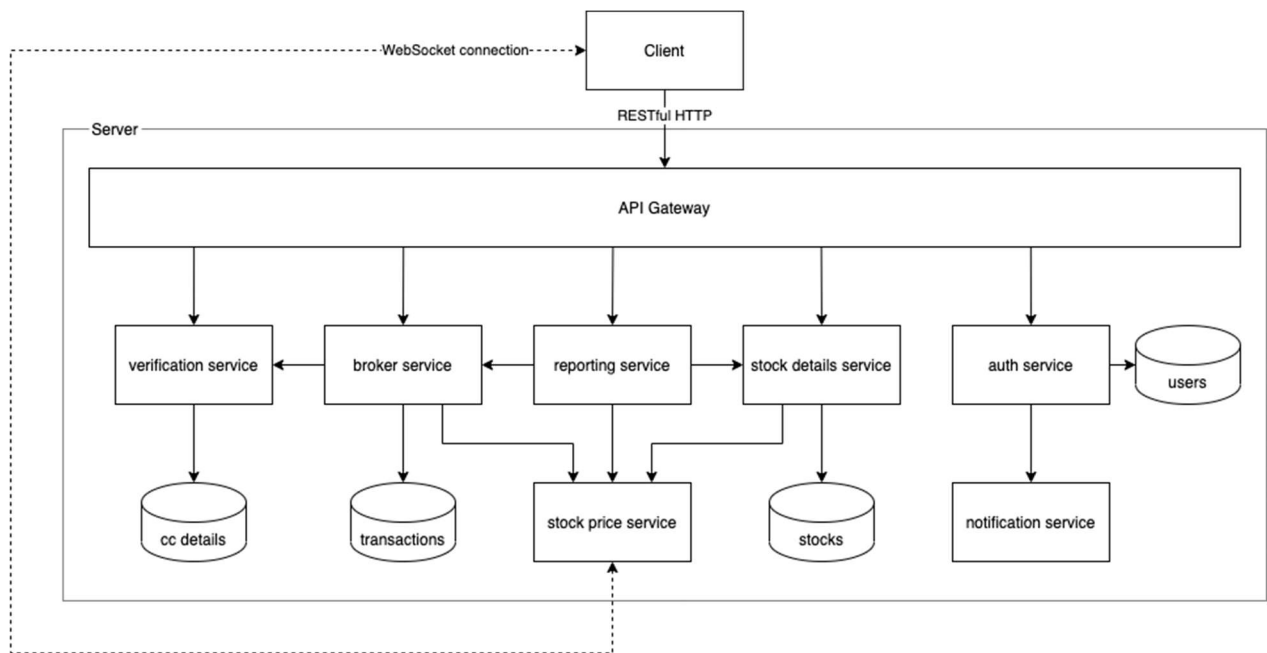 WebSocket connection
Client
RESTful HTTP
Server
API Gateway
verification service
broker service
reporting service
stock details service
auth service
users
cc details
transactions
stock price service
stocks
notification service